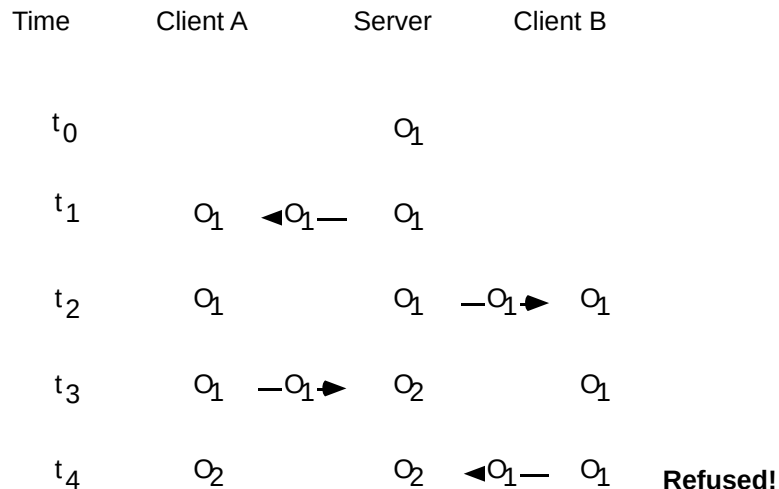 Time Client A Server Client B
t0 O1
t1 O1 O1 O1
t2 O1 O1 O1 O1
t3 O1 O1 O2 O1
t4 O2 O2 O1 O1 Refused!